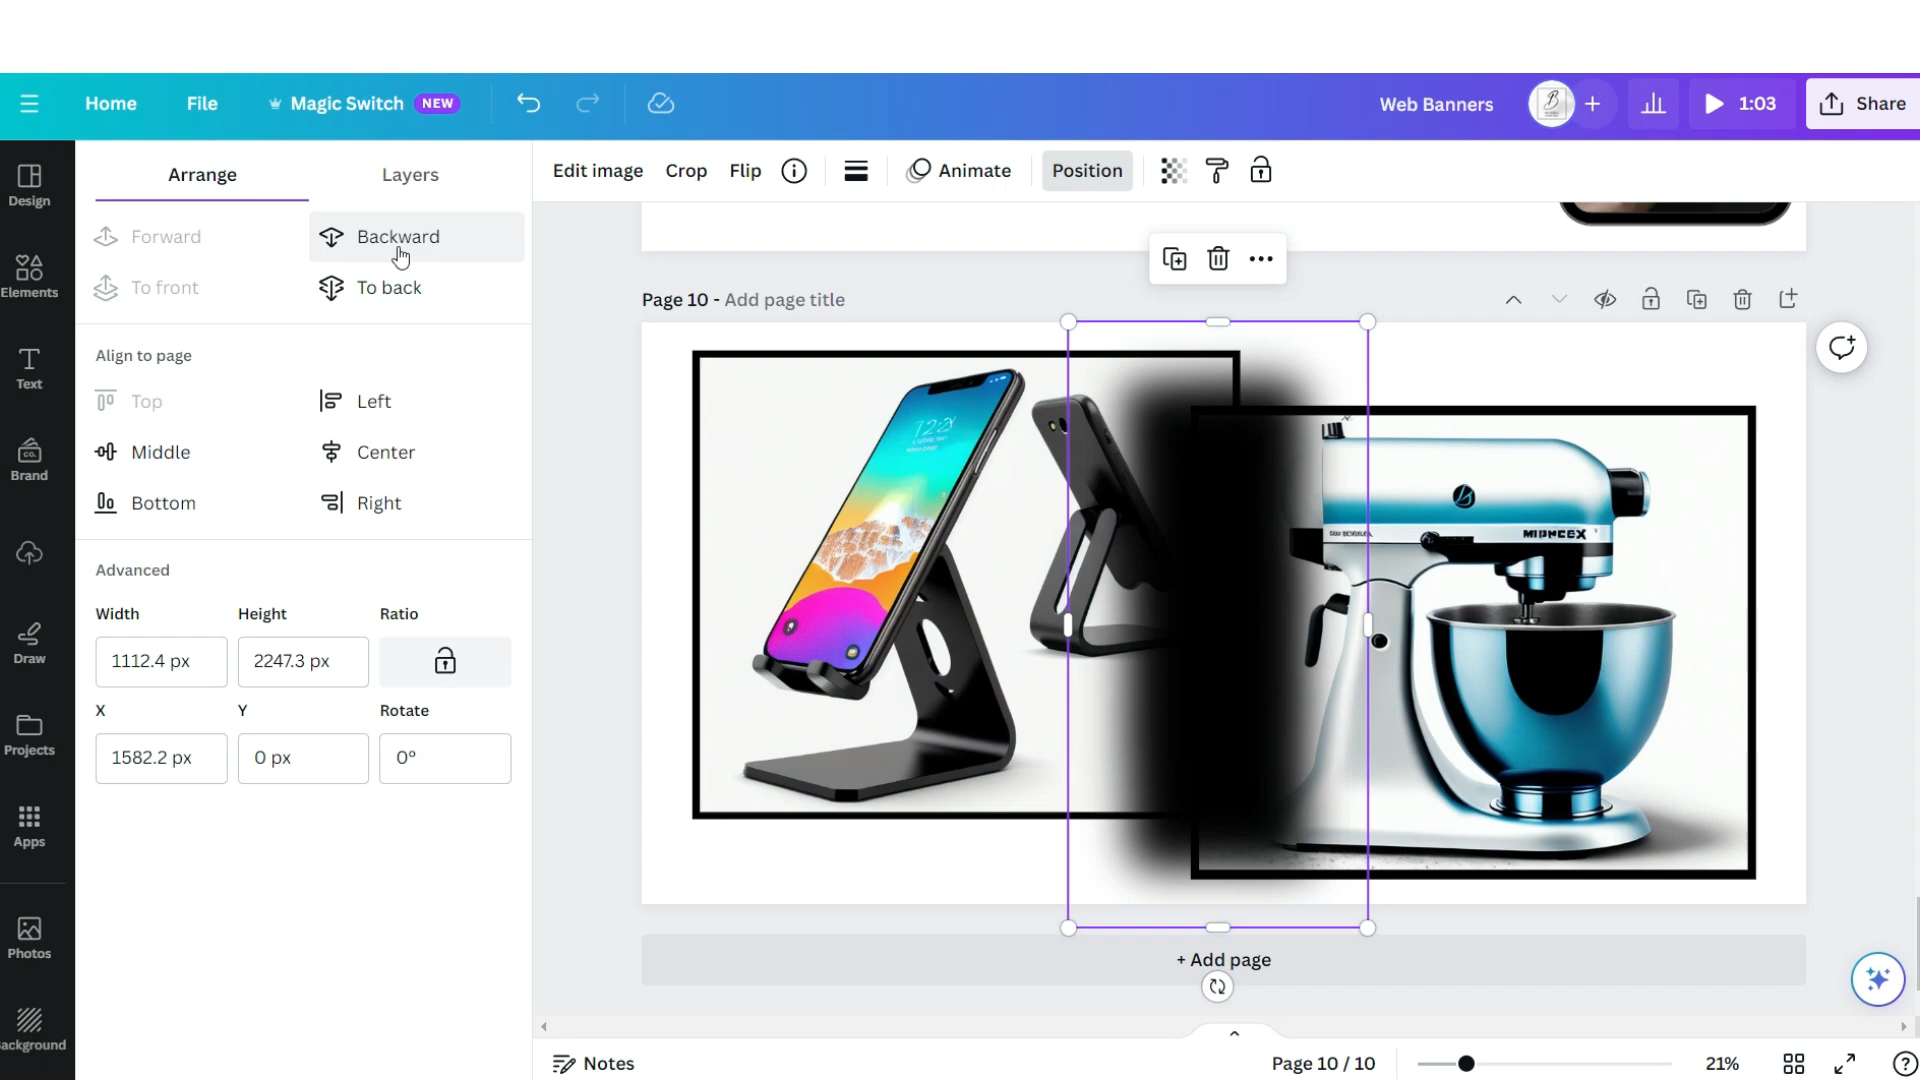 Home
File
Magic Switch NEW
Web Banners
1:03
Share
Design
Elements
Text
Brand
CO.
Draw
Projects
Apps
Photos
ackground
Arrange
Layers
Forward
Backward
To front
To back
Align to page
Top
Left
Middle
Center
Bottom
Right
Advanced
Width
Height
Ratio
1112.4 px
2247.3 px
X
Y
Rotate
1582.2 px
0 px
0°
Edit image
Crop
Flip
Animate
Position
Page 10 - Add page title
+ Add page
Notes
Page 10 / 10
21%